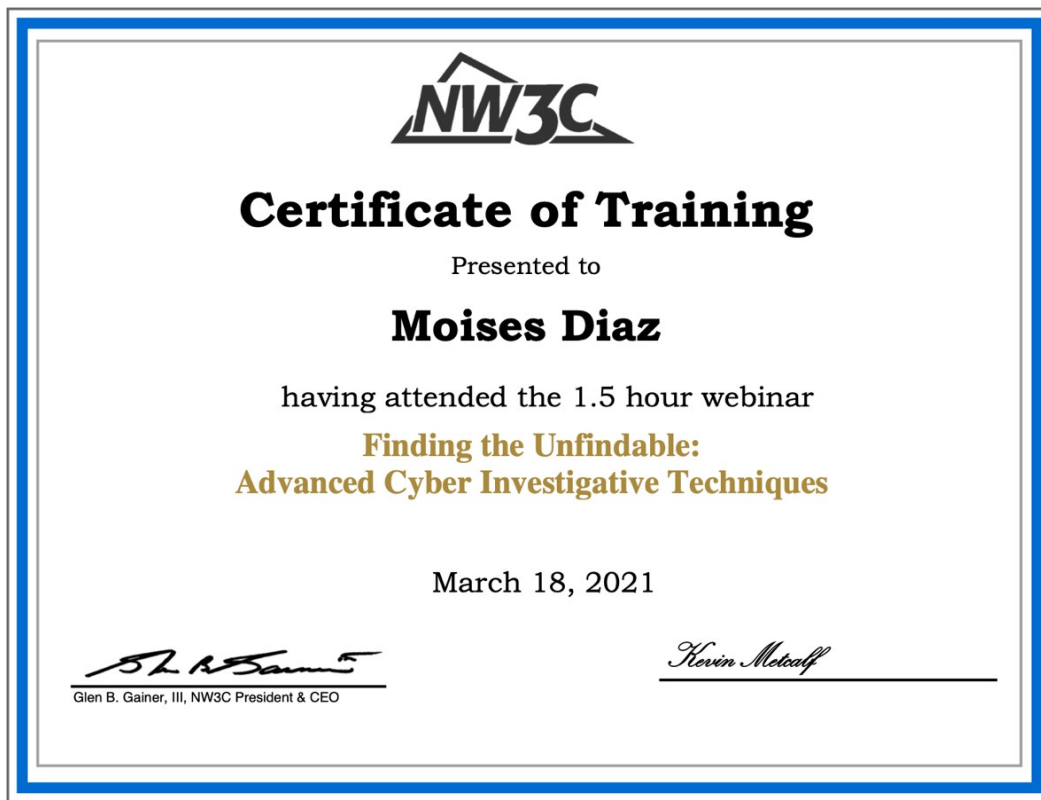 NW3C
Certificate of Training
Presented to
Moises Diaz
having attended the 1.5 hour webinar
Finding the Unfindable:
Advanced Cyber Investigative Techniques
March 18, 2021
Kevin Metcalf
Glen B. Gainer, III, NW3C President & CEO